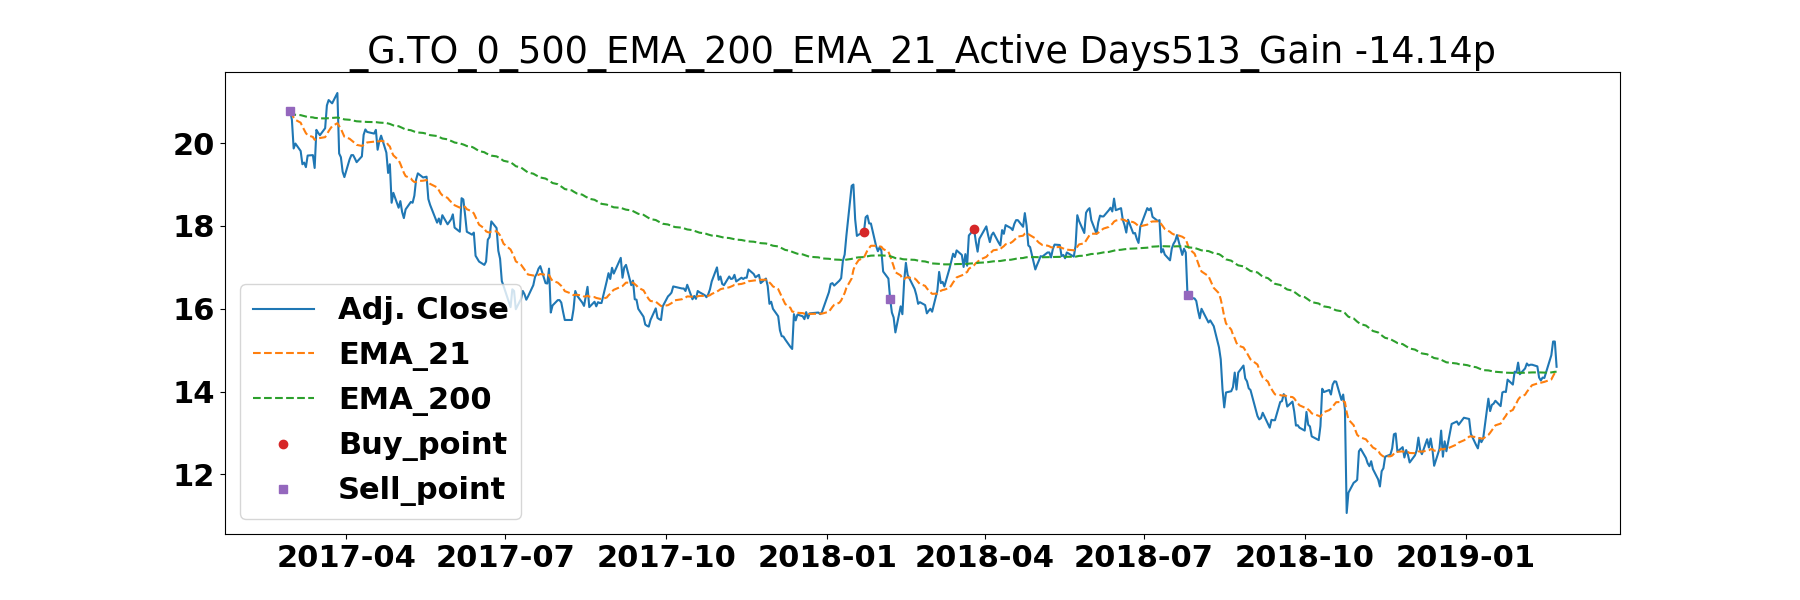 _G.TO_0_500_EMA_200_EMA_21_Active Days513_Gain -14.14p
20
18
16
14
12
Adj. Close
EMA_21
EMA_200
Buy_point
Sell_point
2017-04 2017-07 2017-10 2018-01 2018-04 2018-07 2018-10 2019-01